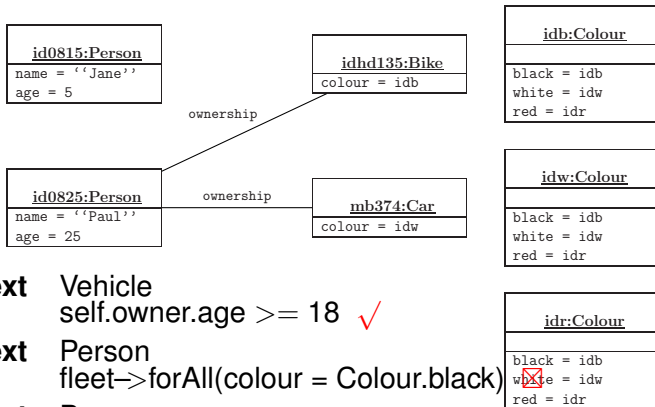 id0815:Person
name = ‘‘Jane’’
age = 5
ownership
idhd135:Bike
colour = idb
id0825:Person
name = ‘‘Paul’’
age = 25
ownership
mb374:Car
colour = idw
idb:Colour
black = idb
white = idw
red = idr
idw:Colour
black = idb
white = idw
red = idr
idr:Colour
black = idb
white = idw
red = idr
ext Vehicle
self.owner.age >= 18 √
ext Person
fleet–>forAll(colour = Colour.black)